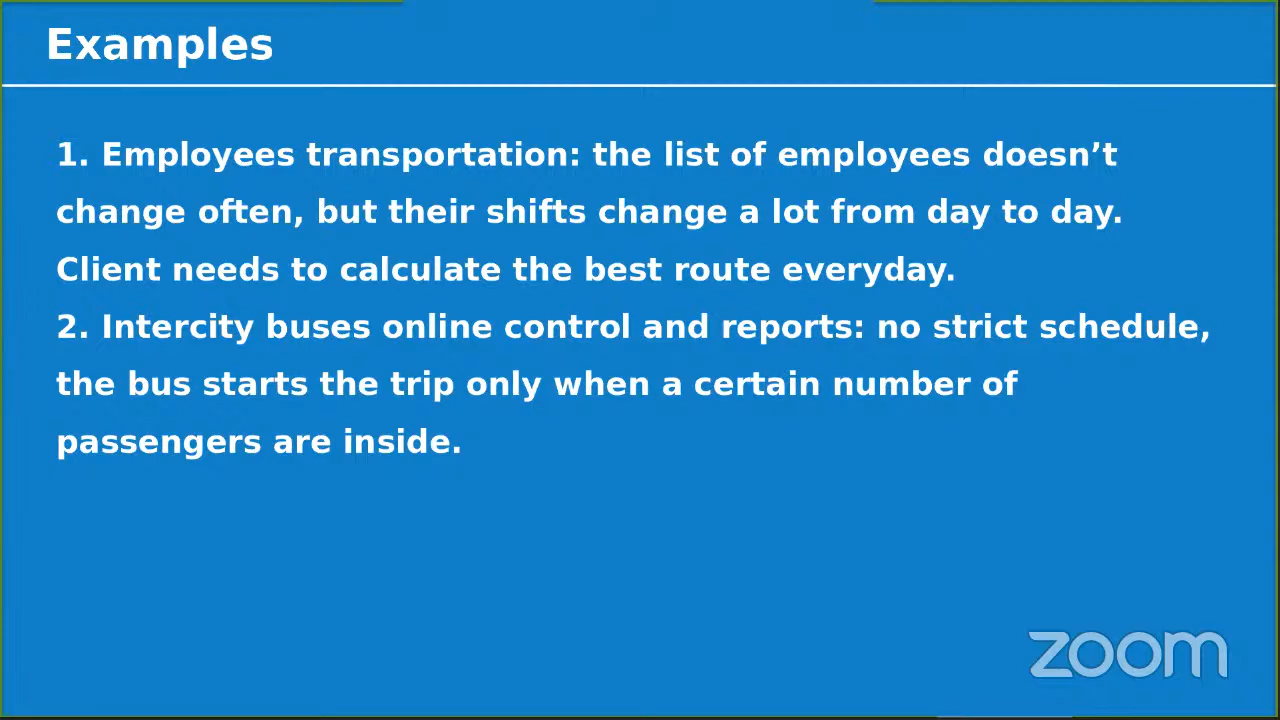 Examples
1. Employees transportation: the list of employees doesn’t
change often, but their shifts change a lot from day to day.
Client needs to calculate the best route everyday.
2. Intercity buses online control and reports: no strict schedule,
the bus starts the trip only when a certain number of
passengers are inside.
zoom